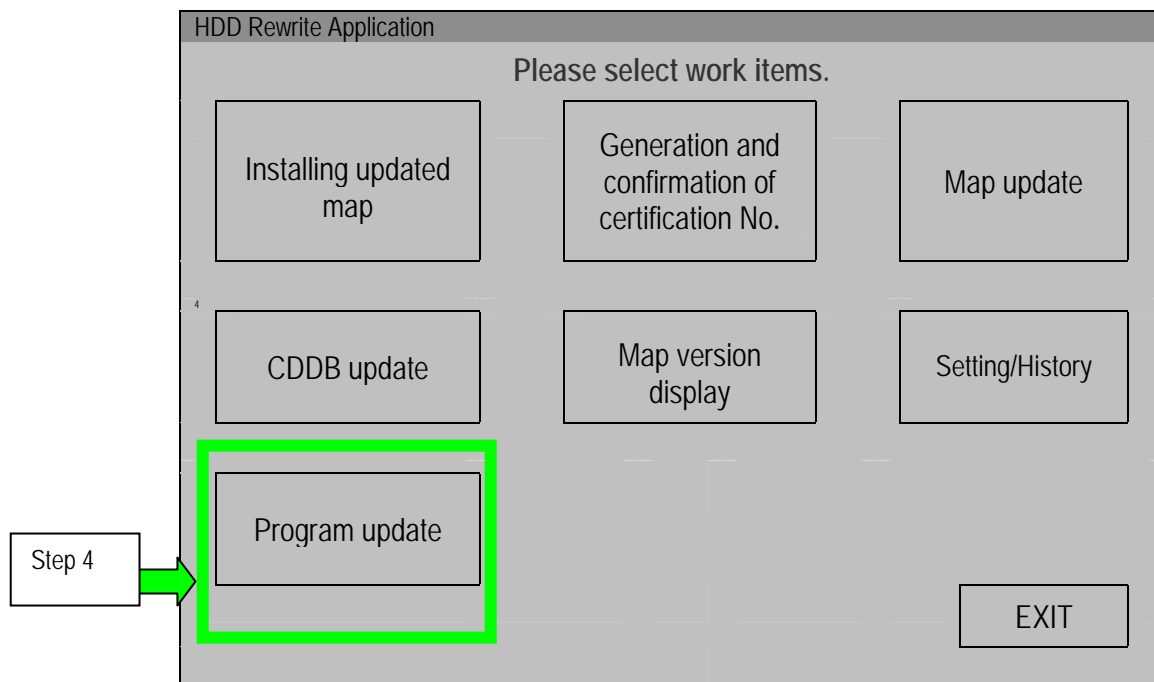 HDD Rewrite Application
Please select work items.
Installing updated
map
Generation and
confirmation of
certification No.
Map update
4
CDDB update
Map version
display
Setting/History
Program update
Step 4
EXIT